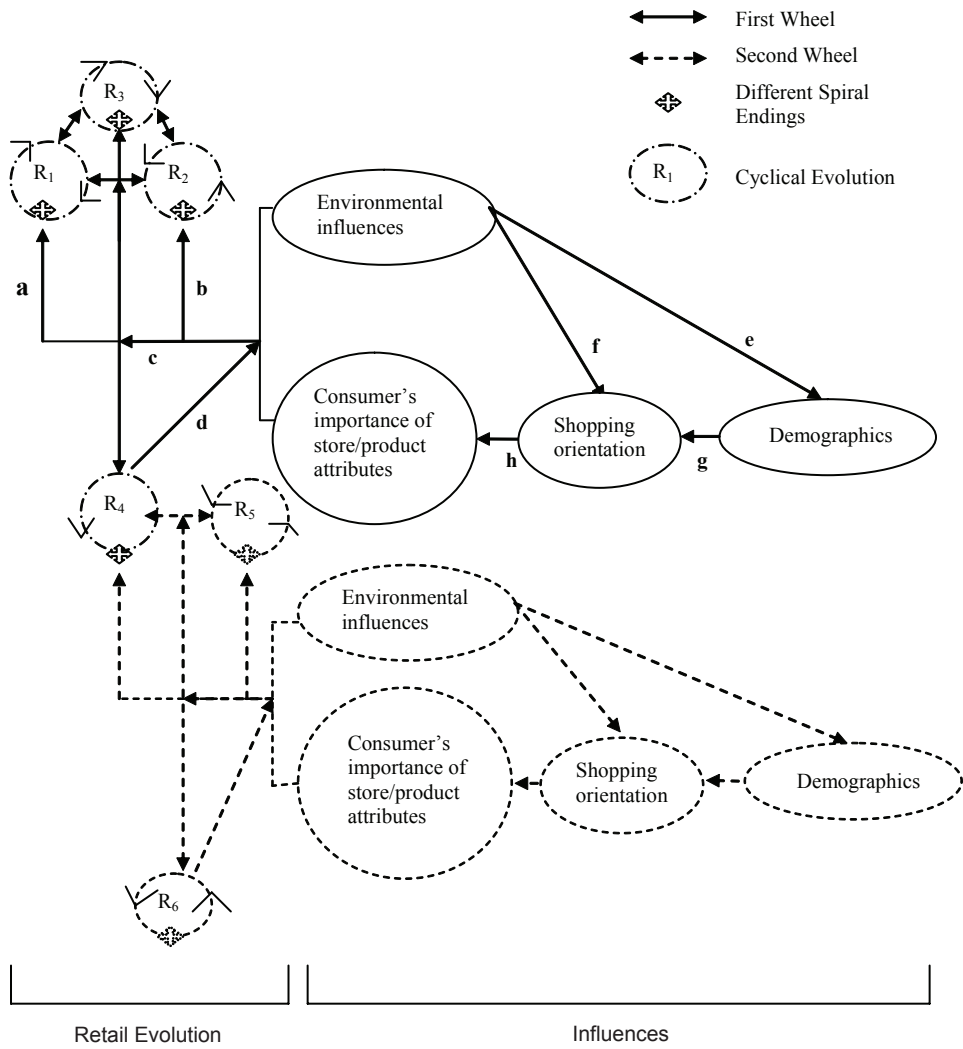 First Wheel
Second Wheel
Different Spiral
Endings
R₁
Cyclical Evolution
R₃
R₁
R₂
Environmental
influences
a
b
c
d
e
f
Consumer's
importance of
store/product
attributes
h
Shopping
orientation
g
Demographics
R₄
R₅
Environmental
influences
Consumer's
importance of
store/product
attributes
Shopping
orientation
Demographics
R₆
Retail Evolution
Influences